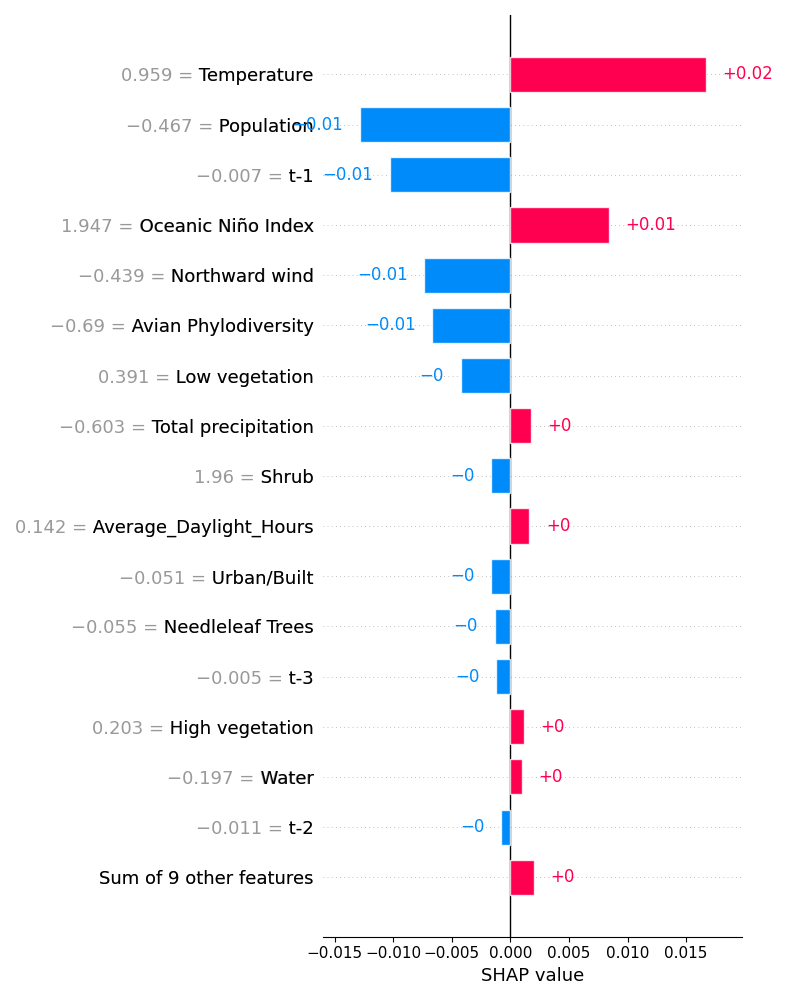 0.959 = Temperature +0.02
−0.467 = Population −0.01
−0.007 = t-1 −0.01
1.947 = Oceanic Niño Index +0.01
−0.439 = Northward wind −0.01
−0.69 = Avian Phylodiversity −0.01
0.391 = Low vegetation −0
−0.603 = Total precipitation +0
1.96 = Shrub −0
0.142 = Average_Daylight_Hours +0
−0.051 = Urban/Built −0
−0.055 = Needleleaf Trees −0
−0.005 = t-3 −0
0.203 = High vegetation +0
−0.197 = Water +0
−0.011 = t-2 −0
Sum of 9 other features +0
−0.015 −0.010 −0.005 0.000 0.005 0.010 0.015
SHAP value